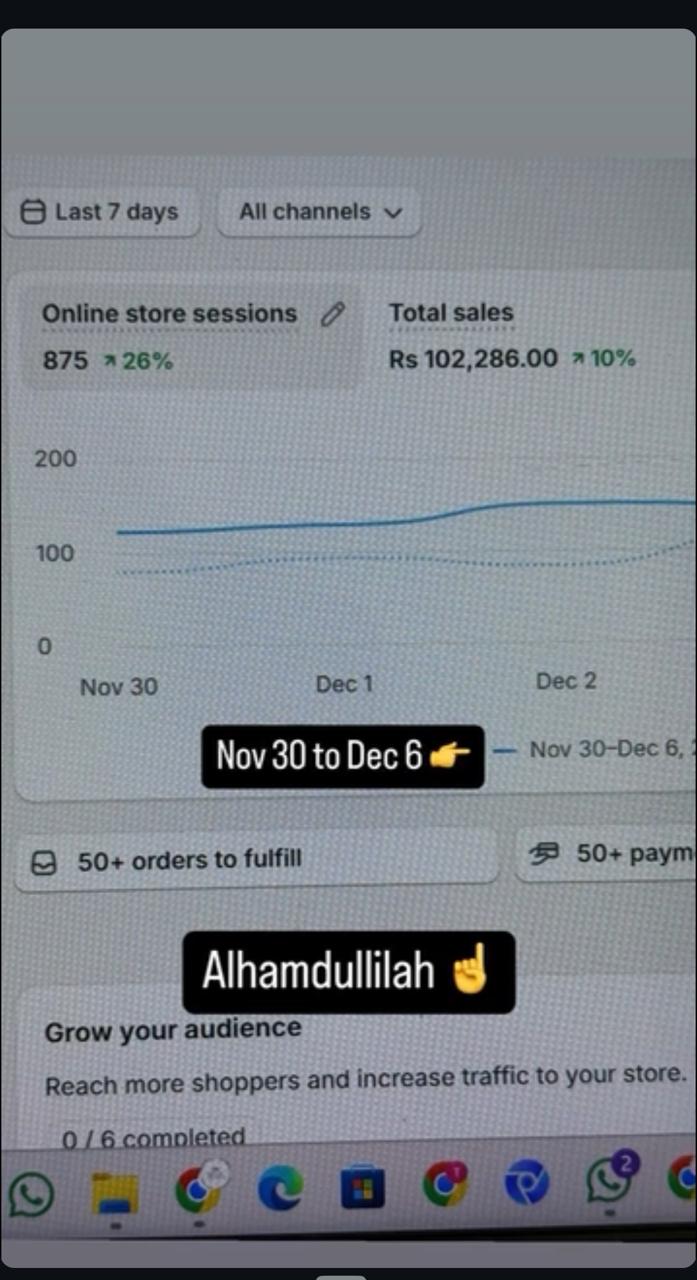 Last 7 days
All channels
Online store sessions
Total sales
875 26%
Rs 102,286.00 10%
200
100
0
Nov 30
Dec 1
Dec 2
Nov 30 to Dec 6 👉
Nov 30–Dec 6,
50+ orders to fulfill
50+ paym
Alhamdullilah ☝️
Grow your audience
Reach more shoppers and increase traffic to your store.
0 / 6 completed
2